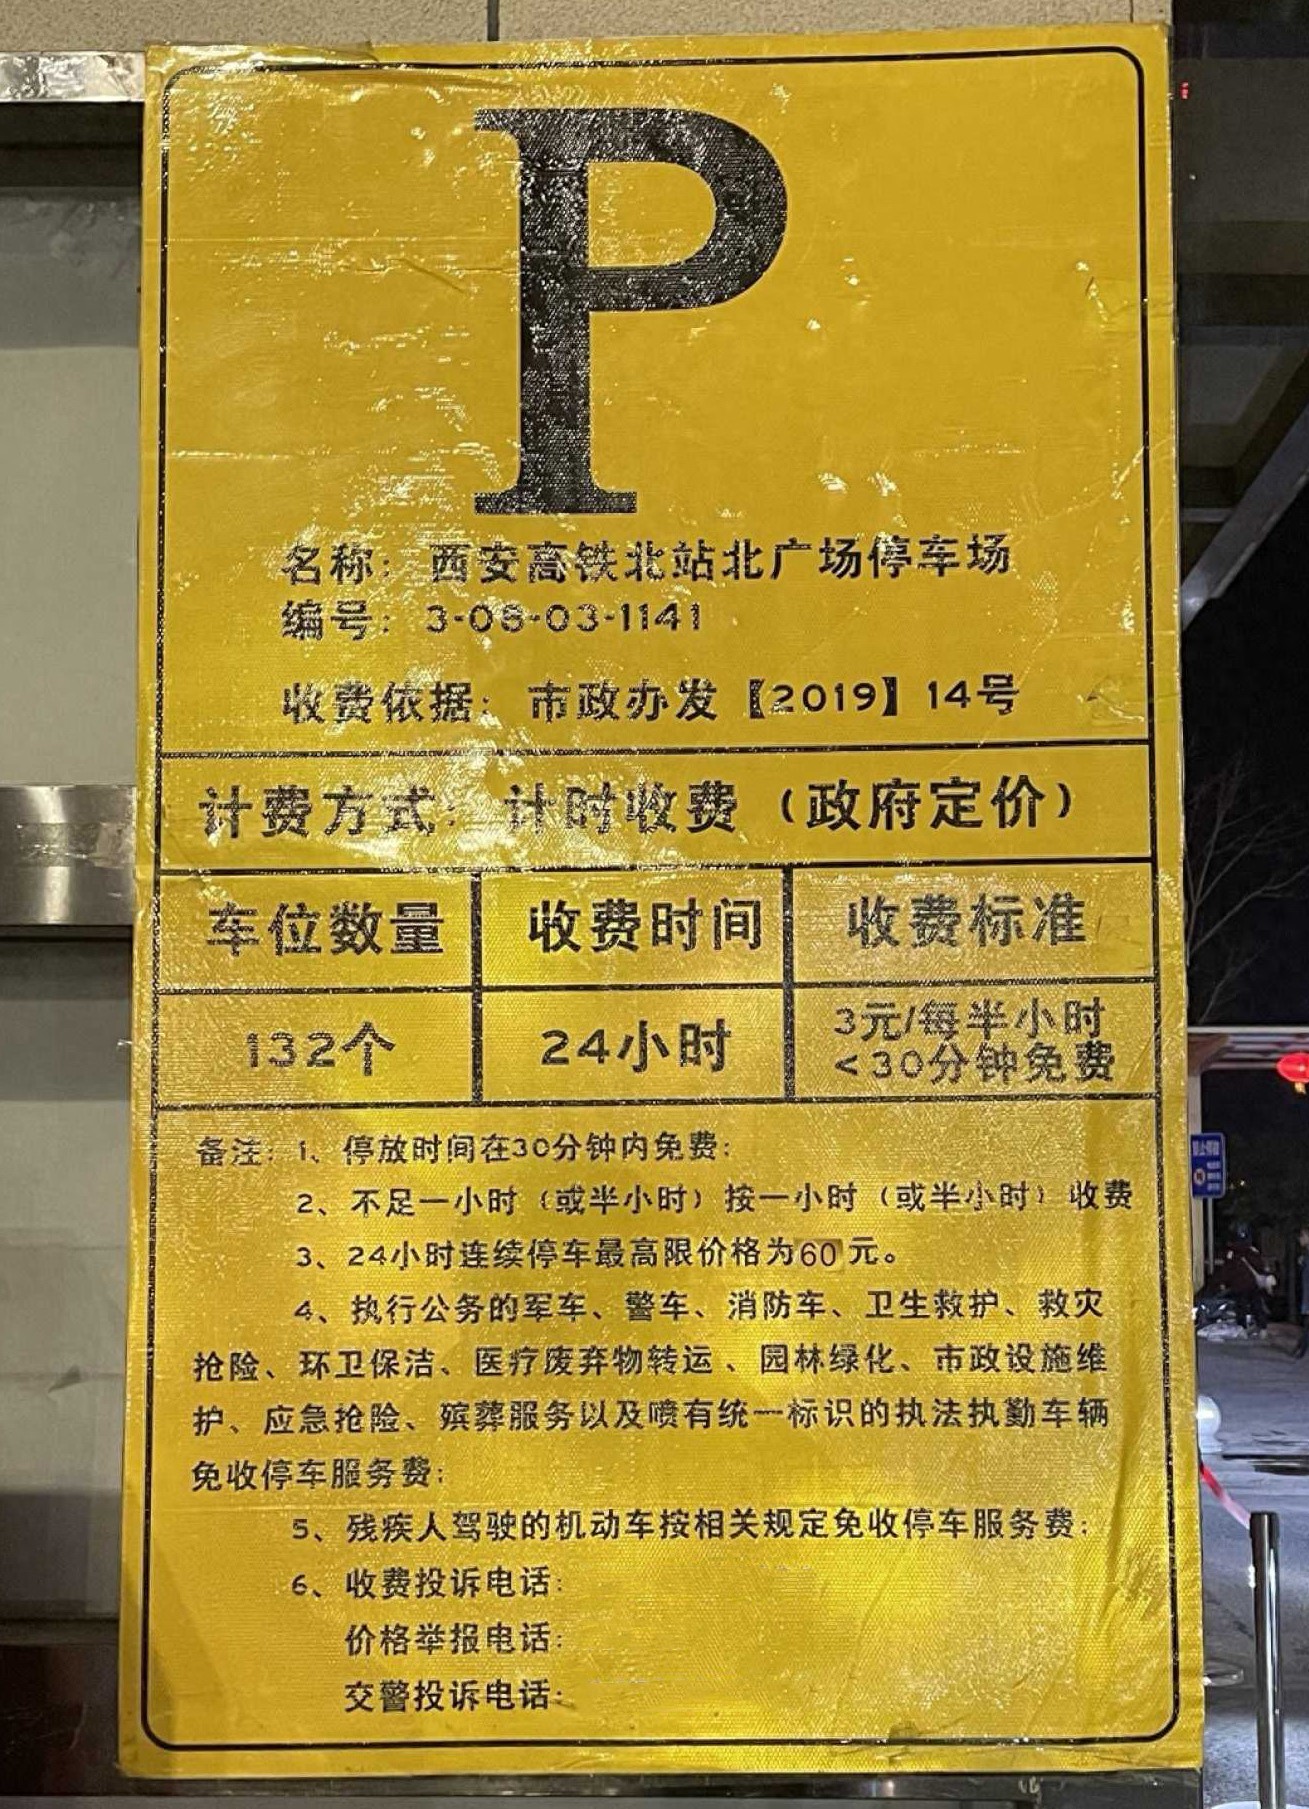 P
名称：西安高铁北站北广场停车场
编号：3-08-03-1141
收费依据：市政办发【2019】14号
计费方式：计时收费（政府定价）
车位数量 收费时间 收费标准
132个 24小时 3元/每半小时
<30分钟免费
备注：1、停放时间在30分钟内免费；
2、不足一小时（或半小时）按一小时（或半小时）收费
3、24小时连续停车最高限价格为60元。
4、执行公务的军车、警车、消防车、卫生救护、救灾
抢险、环卫保洁、医疗废弃物转运、园林绿化、市政设施维
护、应急抢险、殡葬服务以及喷有统一标识的执法执勤车辆
免收停车服务费；
5、残疾人驾驶的机动车按相关规定免收停车服务费；
6、收费投诉电话：
价格举报电话：
交警投诉电话：